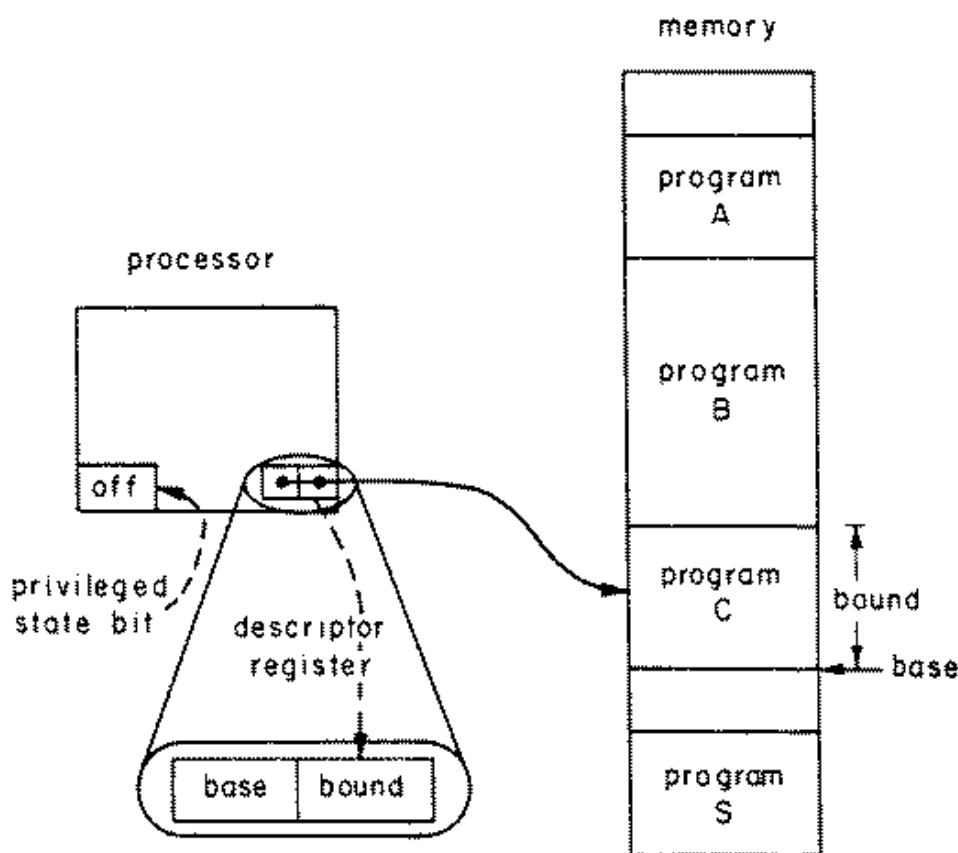 memory
program
A
processor
program
B
off
privileged
state bit
descriptor
register
program
C
bound
base
base bound
program
S